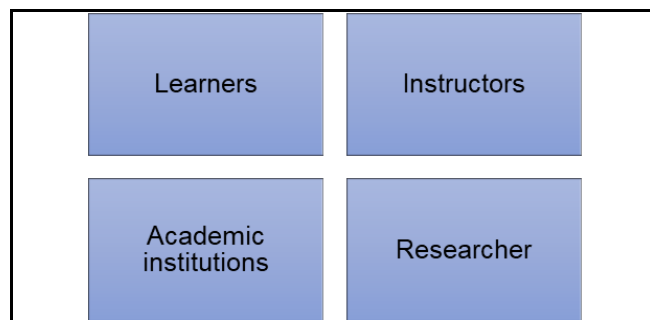 Learners
Instructors
Academic
institutions
Researcher